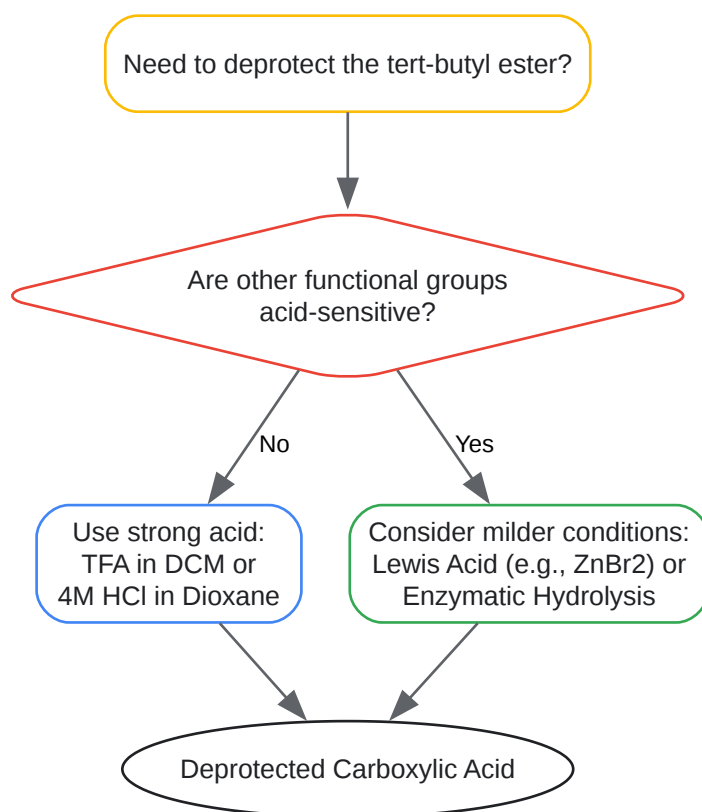 Need to deprotect the tert-butyl ester?
Are other functional groups
acid-sensitive?
No
Yes
Use strong acid:
TFA in DCM or
4M HCl in Dioxane
Consider milder conditions:
Lewis Acid (e.g., ZnBr2) or
Enzymatic Hydrolysis
Deprotected Carboxylic Acid